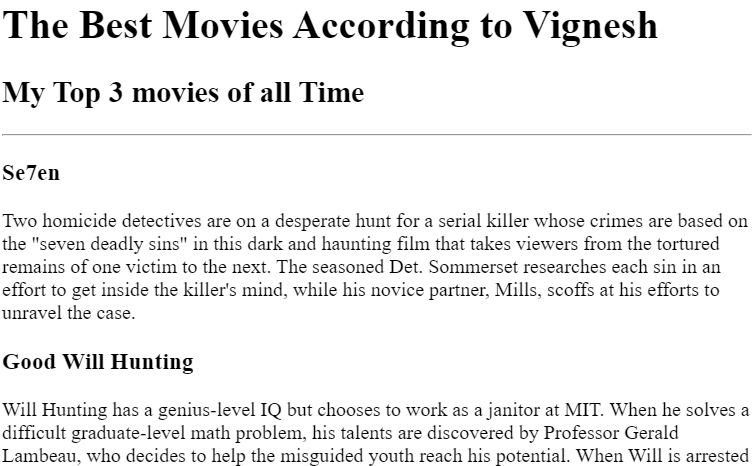 The Best Movies According to Vignesh
My Top 3 movies of all Time
Se7en
Two homicide detectives are on a desperate hunt for a serial killer whose crimes are based on
the "seven deadly sins" in this dark and haunting film that takes viewers from the tortured
remains of one victim to the next. The seasoned Det. Sommerset researches each sin in an
effort to get inside the killer's mind, while his novice partner, Mills, scoffs at his efforts to
unravel the case.
Good Will Hunting
Will Hunting has a genius-level IQ but chooses to work as a janitor at MIT. When he solves a
difficult graduate-level math problem, his talents are discovered by Professor Gerald
Lambeau, who decides to help the misguided youth reach his potential. When Will is arrested